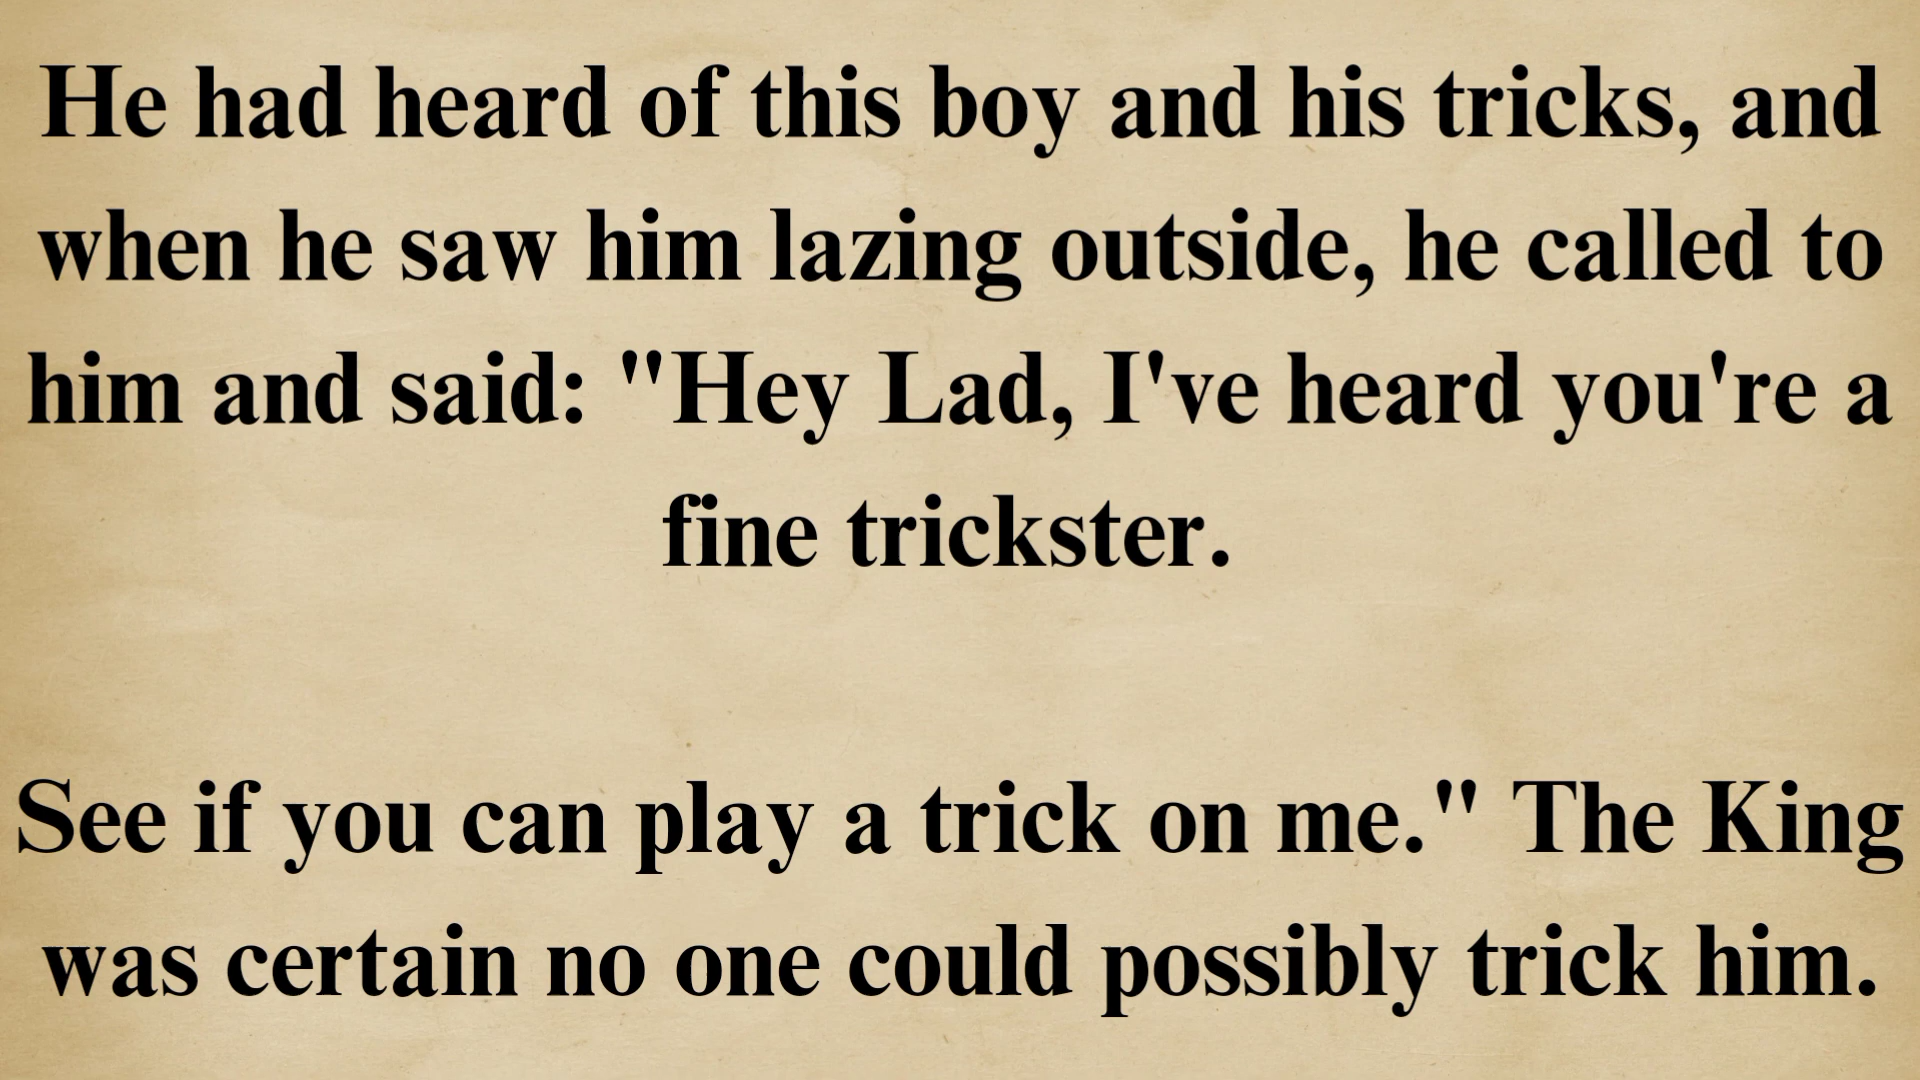 He had heard of this boy and his tricks, and
when he saw him lazing outside, he called to
him and said: "Hey Lad, I've heard you're a
fine trickster.
See if you can play a trick on me." The King
was certain no one could possibly trick him.